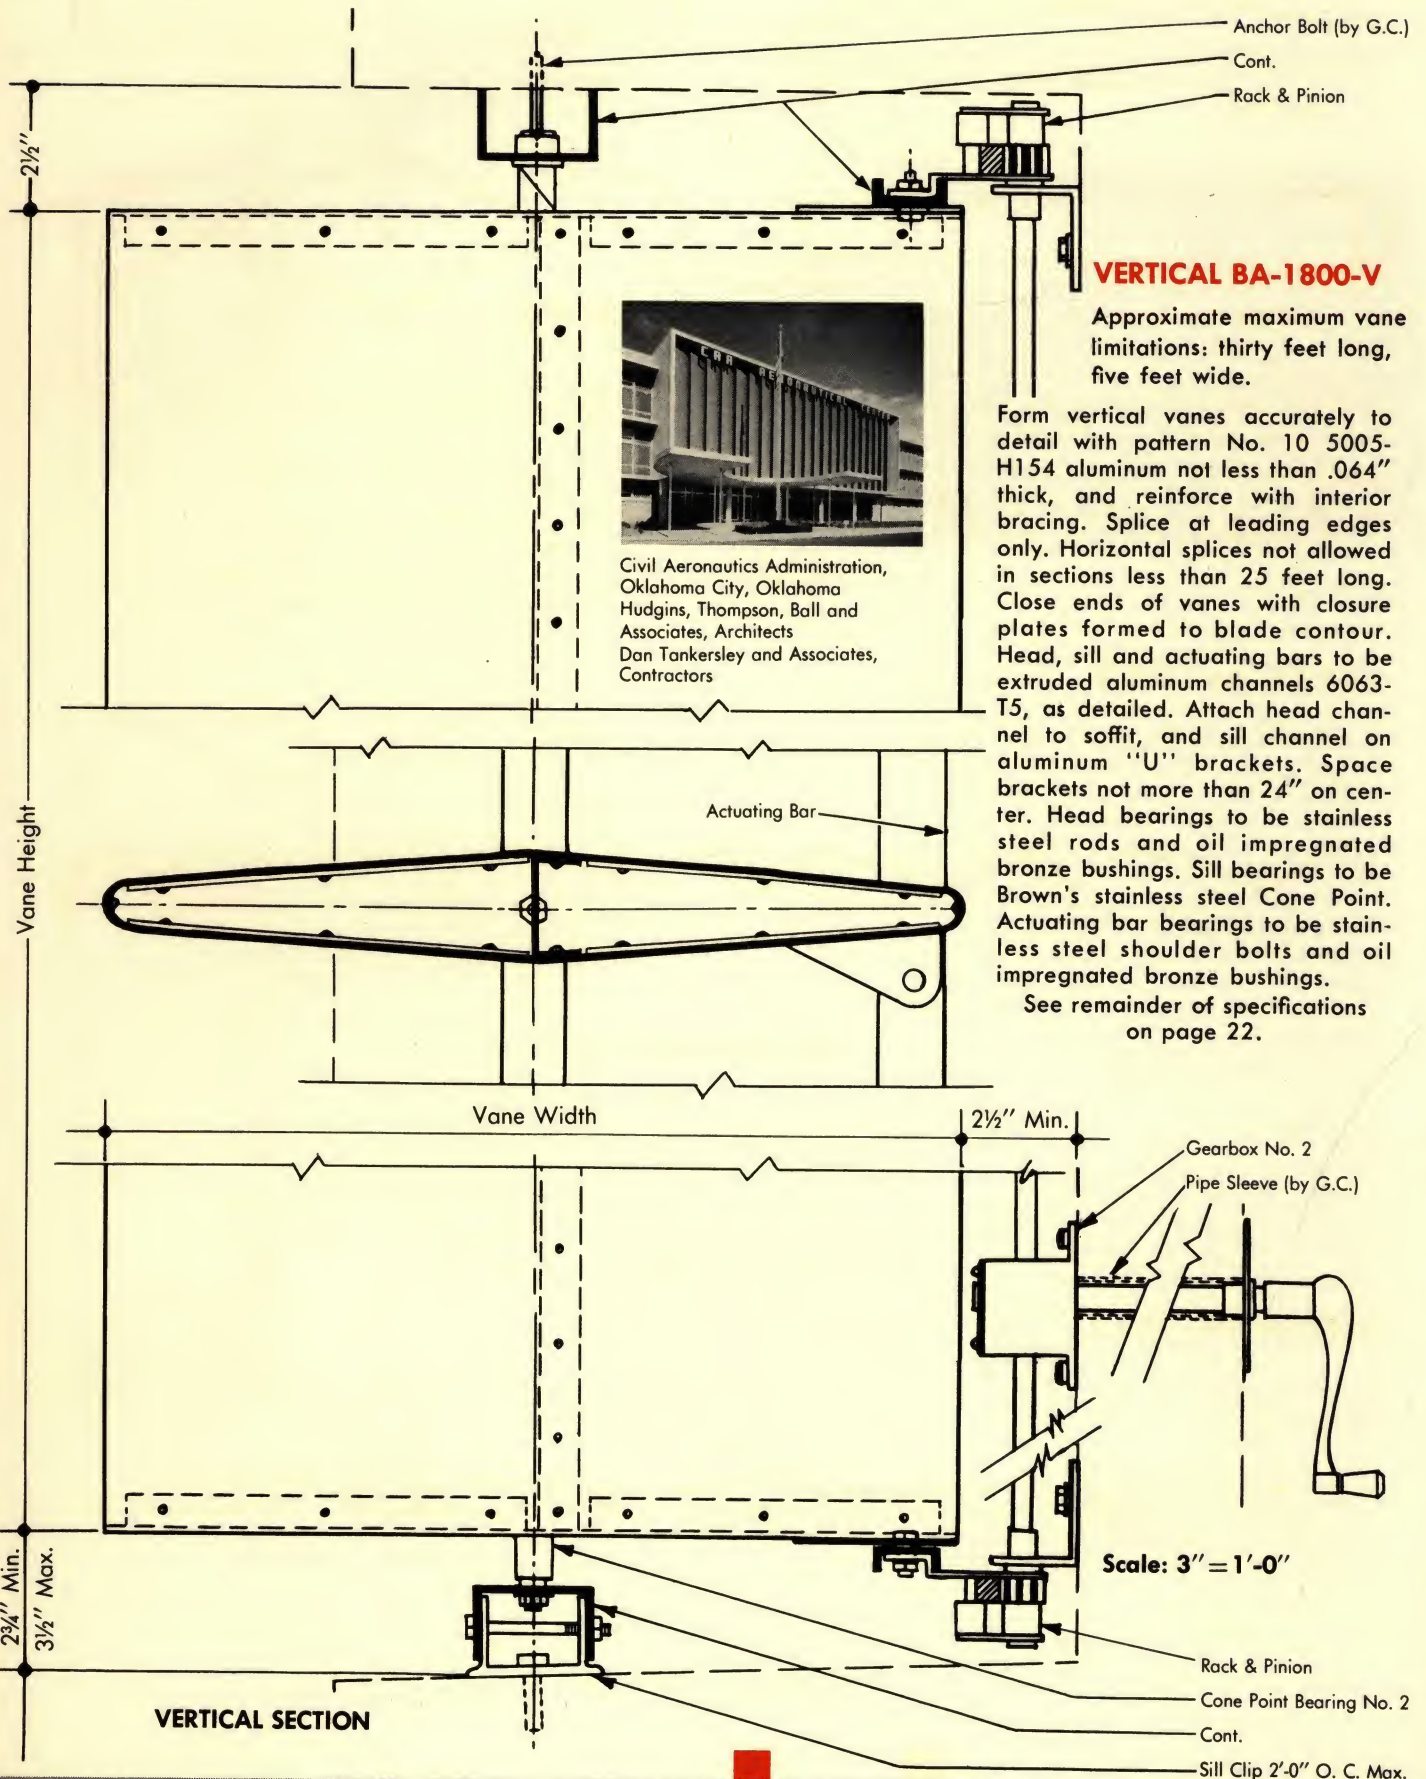 Anchor Bolt (by G.C.)
Cont.
Rack & Pinion
2½"
VERTICAL BA-1800-V
Approximate maximum vane
limitations: thirty feet long,
five feet wide.
CAA AERONAUTICAL CENTER
Form vertical vanes accurately to
detail with pattern No. 10 5005-
H154 aluminum not less than .064"
thick, and reinforce with interior
bracing. Splice at leading edges
only. Horizontal splices not allowed
in sections less than 25 feet long.
Close ends of vanes with closure
plates formed to blade contour.
Head, sill and actuating bars to be
extruded aluminum channels 6063-
T5, as detailed. Attach head chan-
nel to soffit, and sill channel on
aluminum "U" brackets. Space
brackets not more than 24" on cen-
ter. Head bearings to be stainless
steel rods and oil impregnated
bronze bushings. Sill bearings to be
Brown's stainless steel Cone Point.
Actuating bar bearings to be stain-
less steel shoulder bolts and oil
impregnated bronze bushings.
See remainder of specifications
on page 22.
Civil Aeronautics Administration,
Oklahoma City, Oklahoma
Hudgins, Thompson, Ball and
Associates, Architects
Dan Tankersley and Associates,
Contractors
Vane Height
Actuating Bar
Vane Width
2½" Min.
Gearbox No. 2
Pipe Sleeve (by G.C.)
Scale: 3"=1'-0"
2¾" Min.
3½" Max.
Rack & Pinion
Cone Point Bearing No. 2
Cont.
Sill Clip 2'-0" O. C. Max.
VERTICAL SECTION